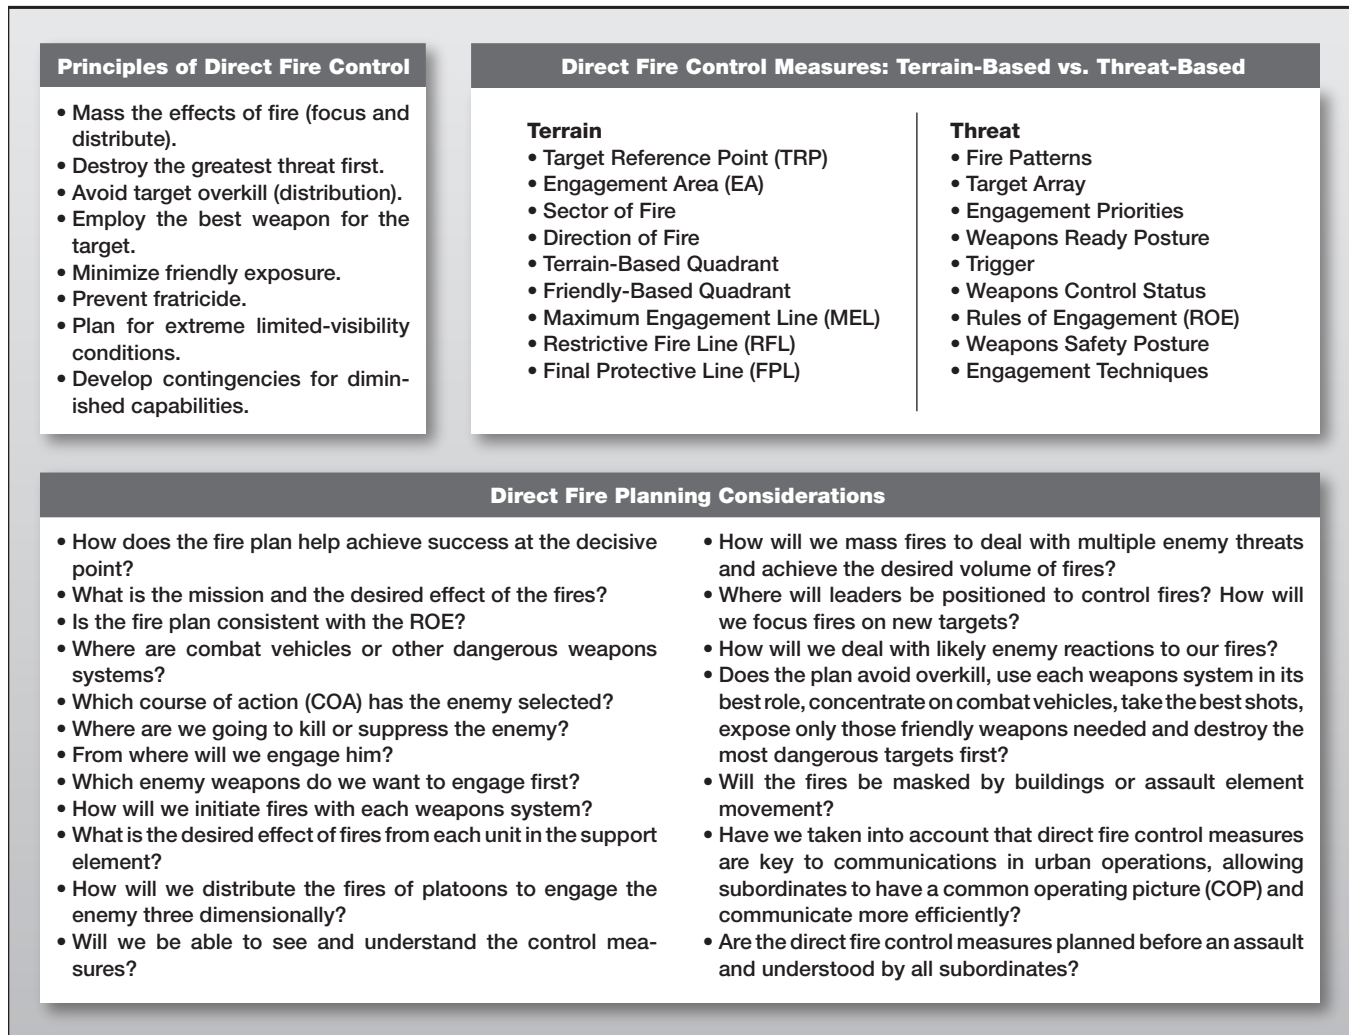 Principles of Direct Fire Control
• Mass the effects of fire (focus and
distribute).
• Destroy the greatest threat first.
• Avoid target overkill (distribution).
• Employ the best weapon for the
target.
• Minimize friendly exposure.
• Prevent fratricide.
• Plan for extreme limited-visibility
conditions.
• Develop contingencies for dimin-
ished capabilities.
Direct Fire Control Measures: Terrain-Based vs. Threat-Based
Terrain
• Target Reference Point (TRP)
• Engagement Area (EA)
• Sector of Fire
• Direction of Fire
• Terrain-Based Quadrant
• Friendly-Based Quadrant
• Maximum Engagement Line (MEL)
• Restrictive Fire Line (RFL)
• Final Protective Line (FPL)
Threat
• Fire Patterns
• Target Array
• Engagement Priorities
• Weapons Ready Posture
• Trigger
• Weapons Control Status
• Rules of Engagement (ROE)
• Weapons Safety Posture
• Engagement Techniques
Direct Fire Planning Considerations
• How does the fire plan help achieve success at the decisive
point?
• What is the mission and the desired effect of the fires?
• Is the fire plan consistent with the ROE?
• Where are combat vehicles or other dangerous weapons
systems?
• Which course of action (COA) has the enemy selected?
• Where are we going to kill or suppress the enemy?
• From where will we engage him?
• Which enemy weapons do we want to engage first?
• How will we initiate fires with each weapons system?
• What is the desired effect of fires from each unit in the support
element?
• How will we distribute the fires of platoons to engage the
enemy three dimensionally?
• Will we be able to see and understand the control mea-
sures?
• How will we mass fires to deal with multiple enemy threats
and achieve the desired volume of fires?
• Where will leaders be positioned to control fires? How will
we focus fires on new targets?
• How will we deal with likely enemy reactions to our fires?
• Does the plan avoid overkill, use each weapons system in its
best role, concentrate on combat vehicles, take the best shots,
expose only those friendly weapons needed and destroy the
most dangerous targets first?
• Will the fires be masked by buildings or assault element
movement?
• Have we taken into account that direct fire control measures
are key to communications in urban operations, allowing
subordinates to have a common operating picture (COP) and
communicate more efficiently?
• Are the direct fire control measures planned before an assault
and understood by all subordinates?